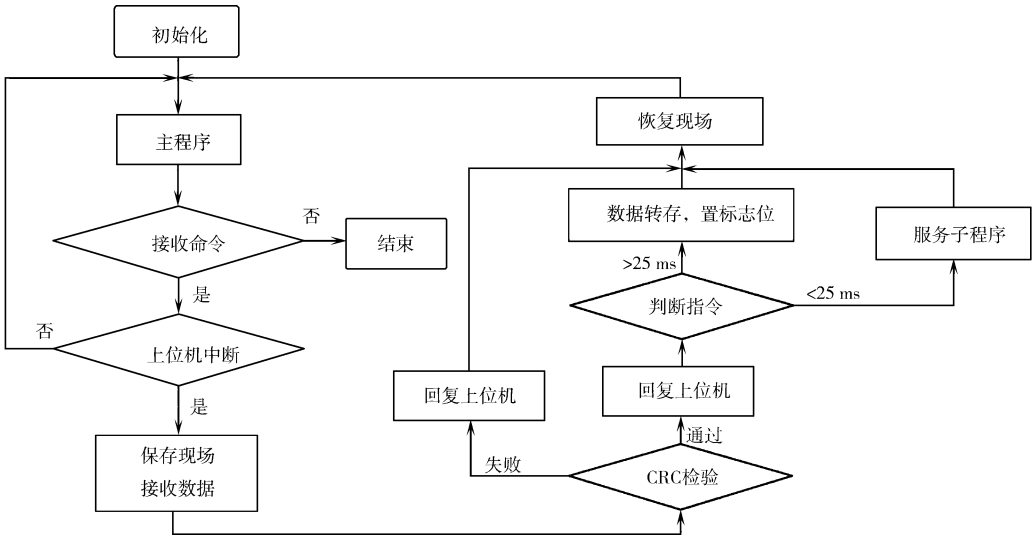 初始化
主程序
接收命令
否
结束
是
否
上位机中断
是
保存现场
接收数据
恢复现场
数据转存，置标志位
服务子程序
>25 ms
判断指令
<25 ms
回复上位机
回复上位机
通过
失败
CRC检验